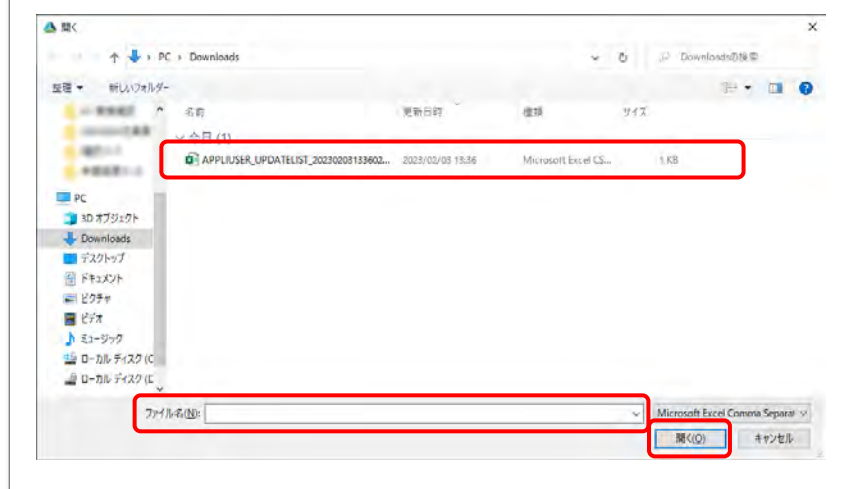 開く
PC › Downloads
Downloadsの検索
整理 新しいフォルダー
名前 更新日時 種類 サイズ
今日 (1)
APPLIUSER_UPDATELIST_20230203133602... 2023/02/03 13:36 Microsoft Excel CS... 1 KB
PC
3D オブジェクト
Downloads
デスクトップ
ドキュメント
ピクチャ
ビデオ
ミュージック
ローカル ディスク (C
ローカル ディスク (D
ファイル名(N): Microsoft Excel Comma Separat
開く(O) キャンセル